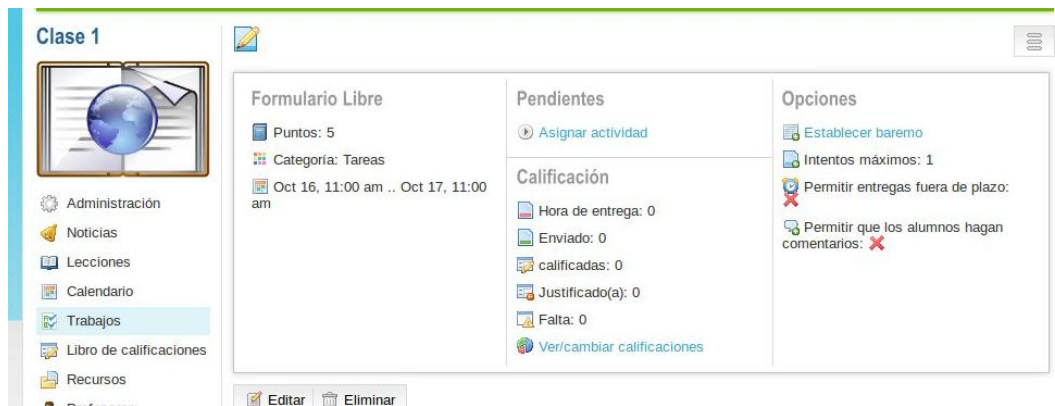 Clase 1
Administración
Noticias
Lecciones
Calendario
Trabajos
Libro de calificaciones
Recursos
Profesores
Formulario Libre
Puntos: 5
Categoría: Tareas
Oct 16, 11:00 am .. Oct 17, 11:00
am
Pendientes
Asignar actividad
Calificación
Hora de entrega: 0
Enviado: 0
calificadas: 0
Justificado(a): 0
Falta: 0
Ver/cambiar calificaciones
Opciones
Establecer baremo
Intentos máximos: 1
Permitir entregas fuera de plazo:
Permitir que los alumnos hagan
comentarios:
Editar
Eliminar